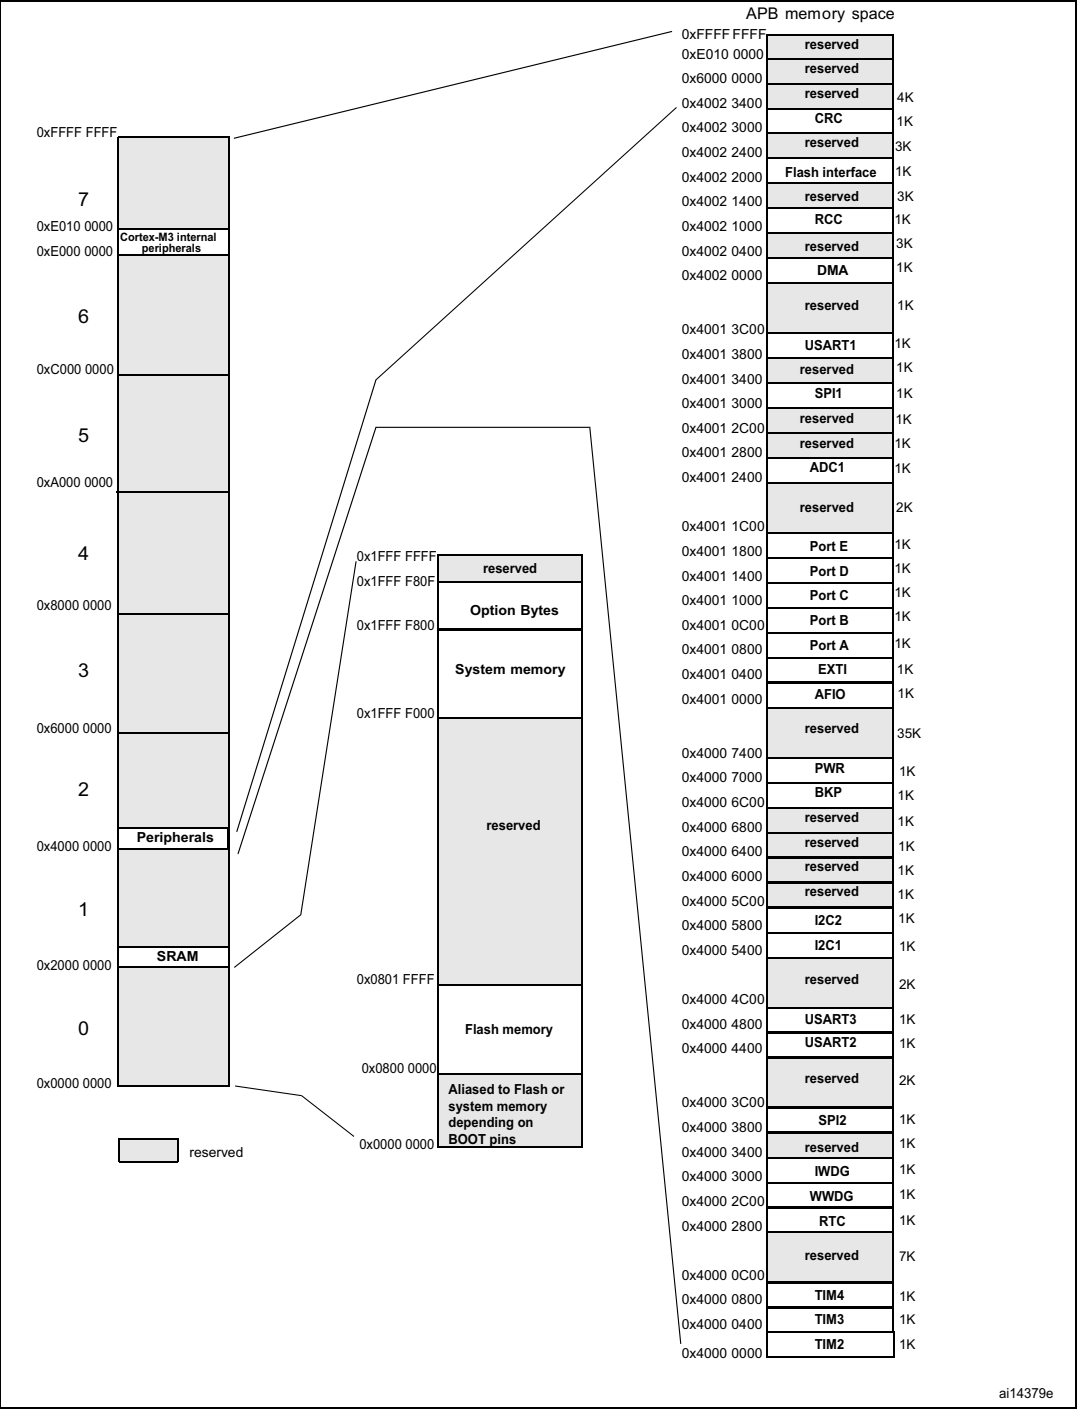 APB memory space
0xFFFF FFFF
reserved
0xE010 0000
reserved
0x6000 0000
reserved
4K
0x4002 3400
CRC
1K
0x4002 3000
reserved
3K
0x4002 2400
Flash interface
1K
0x4002 2000
reserved
3K
0x4002 1400
RCC
1K
0x4002 1000
reserved
3K
0x4002 0400
DMA
1K
0x4002 0000
reserved
1K
0x4001 3C00
USART1
1K
0x4001 3800
reserved
1K
0x4001 3400
SPI1
1K
0x4001 3000
reserved
1K
0x4001 2C00
reserved
1K
0x4001 2800
ADC1
1K
0x4001 2400
reserved
2K
0x4001 1C00
Port E
1K
0x4001 1800
Port D
1K
0x4001 1400
Port C
1K
0x4001 1000
Port B
1K
0x4001 0C00
Port A
1K
0x4001 0800
EXTI
1K
0x4001 0400
AFIO
1K
0x4001 0000
reserved
35K
0x4000 7400
PWR
1K
0x4000 7000
BKP
1K
0x4000 6C00
reserved
1K
0x4000 6800
reserved
1K
0x4000 6400
reserved
1K
0x4000 6000
reserved
1K
0x4000 5C00
I2C2
1K
0x4000 5800
I2C1
1K
0x4000 5400
reserved
2K
0x4000 4C00
USART3
1K
0x4000 4800
USART2
1K
0x4000 4400
reserved
2K
0x4000 3C00
SPI2
1K
0x4000 3800
reserved
1K
0x4000 3400
IWDG
1K
0x4000 3000
WWDG
1K
0x4000 2C00
RTC
1K
0x4000 2800
reserved
7K
0x4000 0C00
TIM4
1K
0x4000 0800
TIM3
1K
0x4000 0400
TIM2
1K
0x4000 0000
0xFFFF FFFF
7
0xE010 0000
Cortex-M3 internal
peripherals
0xE000 0000
6
0xC000 0000
5
0xA000 0000
4
0x8000 0000
3
0x6000 0000
2
Peripherals
0x4000 0000
1
SRAM
0x2000 0000
0
0x0000 0000
reserved
0x1FFF FFFF
reserved
0x1FFF F80F
Option Bytes
0x1FFF F800
System memory
0x1FFF F000
reserved
0x0801 FFFF
Flash memory
0x0800 0000
Aliased to Flash or
system memory
depending on
BOOT pins
0x0000 0000
ai14379e